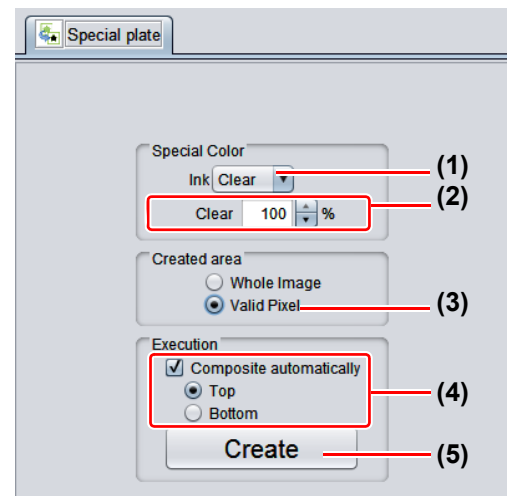 Special plate
Special Color
Ink Clear (1)
Clear 100 % (2)
Created area
Whole Image
Valid Pixel (3)
Execution
Composite automatically
Top (4)
Bottom
Create (5)